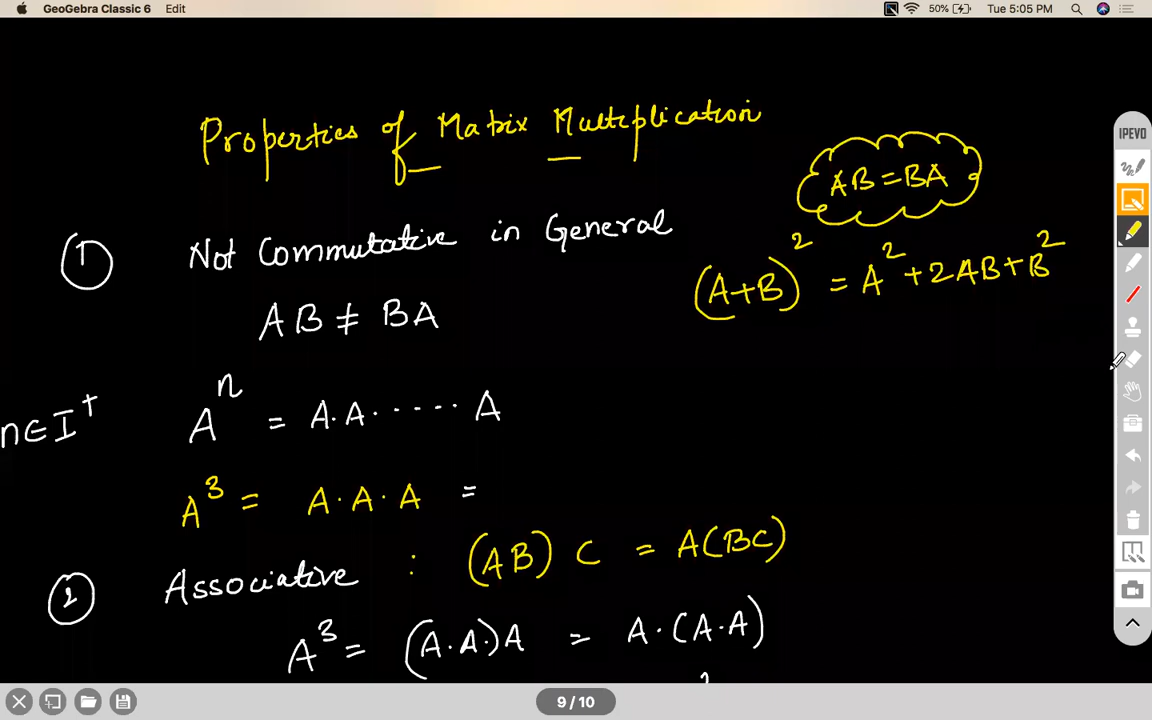 GeoGebra Classic 6 Edit 50% Tue 5:05 PM
Properties of Matrix Multiplication
IPEVO
AB=BA
① Not Commutative in General
(A+B)² = A²+2AB+B²
AB ≠ BA
n∈I⁺ Aⁿ = A·A·····A
A³ = A·A·A =
② Associative : (AB) C = A(BC)
A³ = (A·A·)A = A·(A·A)
9 / 10